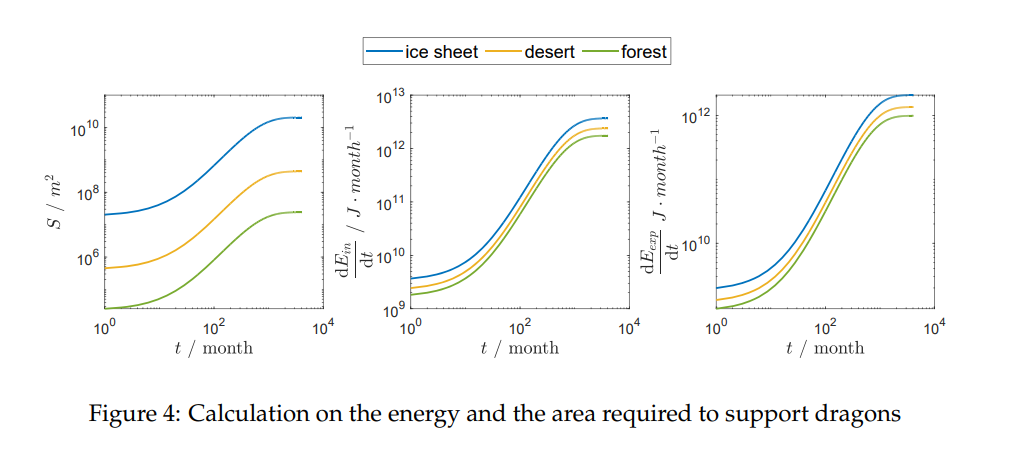 ice sheet desert forest
10^10
10^8
10^6
S / m^2
10^0 10^2 10^4
t / month
10^13
10^12
10^11
10^10
10^9
dE_in/dt / J · month^−1
10^0 10^2 10^4
t / month
10^12
10^10
dE_exp/dt J · month^−1
10^0 10^2 10^4
t / month
Figure 4: Calculation on the energy and the area required to support dragons